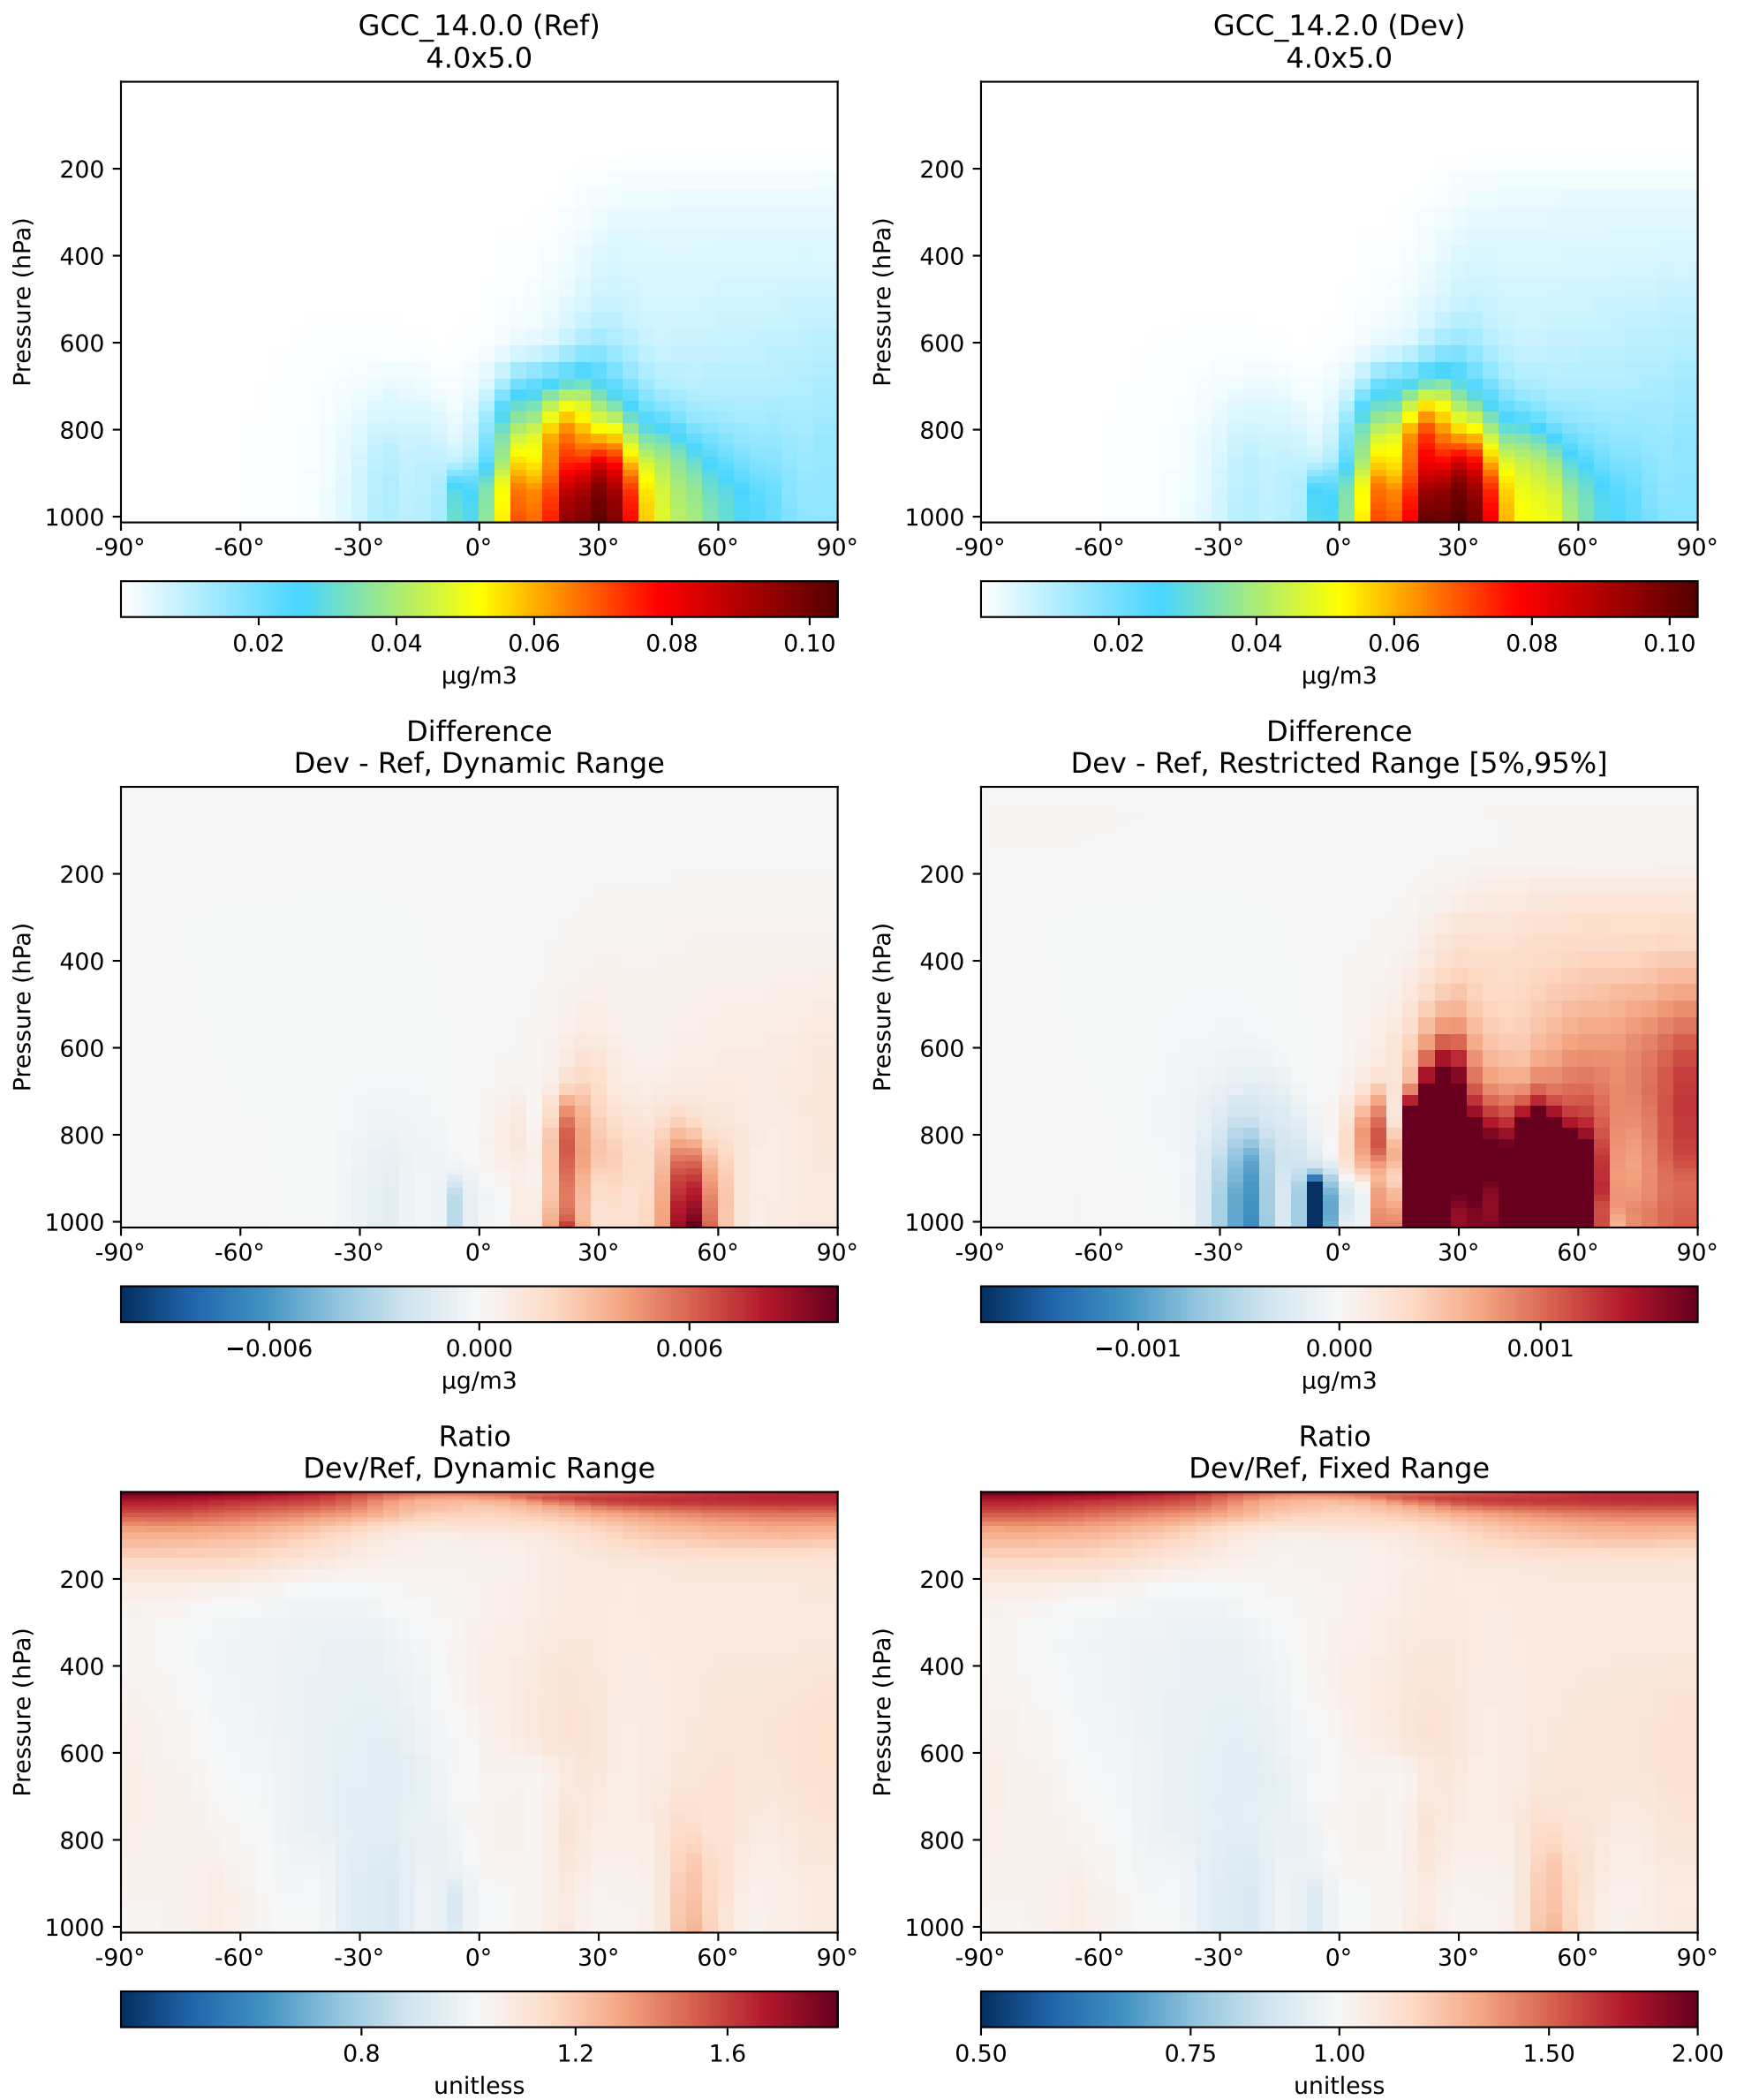 GCC_14.0.0 (Ref)
4.0x5.0
Pressure (hPa)
200
400
600
800
1000
-90° -60° -30° 0° 30° 60° 90°
0.02 0.04 0.06 0.08 0.10
µg/m3
GCC_14.2.0 (Dev)
4.0x5.0
Pressure (hPa)
200
400
600
800
1000
-90° -60° -30° 0° 30° 60° 90°
0.02 0.04 0.06 0.08 0.10
µg/m3
Difference
Dev - Ref, Dynamic Range
Pressure (hPa)
200
400
600
800
1000
-90° -60° -30° 0° 30° 60° 90°
−0.006 0.000 0.006
µg/m3
Difference
Dev - Ref, Restricted Range [5%,95%]
Pressure (hPa)
200
400
600
800
1000
-90° -60° -30° 0° 30° 60° 90°
−0.001 0.000 0.001
µg/m3
Ratio
Dev/Ref, Dynamic Range
Pressure (hPa)
200
400
600
800
1000
-90° -60° -30° 0° 30° 60° 90°
0.8 1.2 1.6
unitless
Ratio
Dev/Ref, Fixed Range
Pressure (hPa)
200
400
600
800
1000
-90° -60° -30° 0° 30° 60° 90°
0.50 0.75 1.00 1.50 2.00
unitless